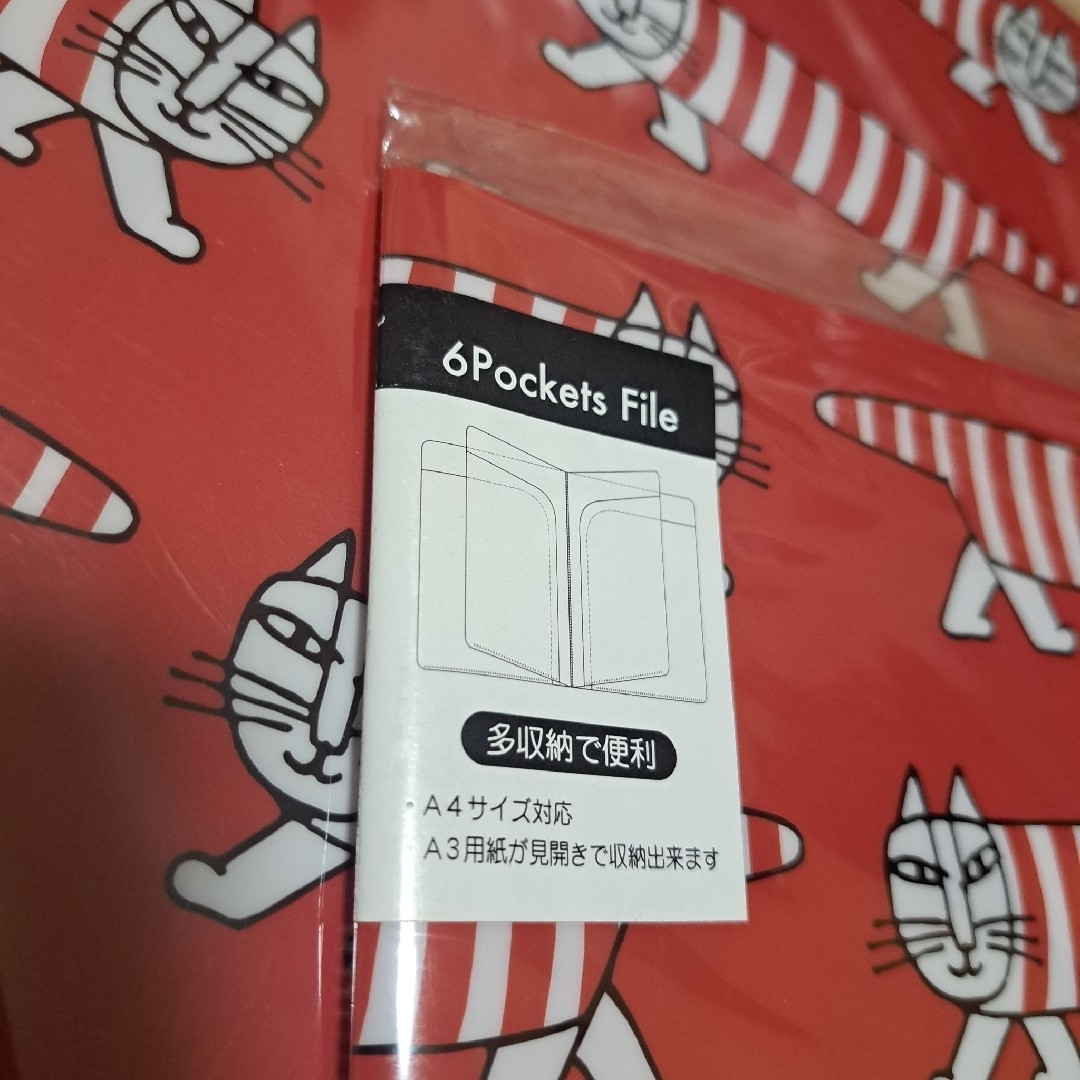 6Pockets File
多収納で便利
・A4サイズ対応
・A3用紙が見開きで収納出来ます